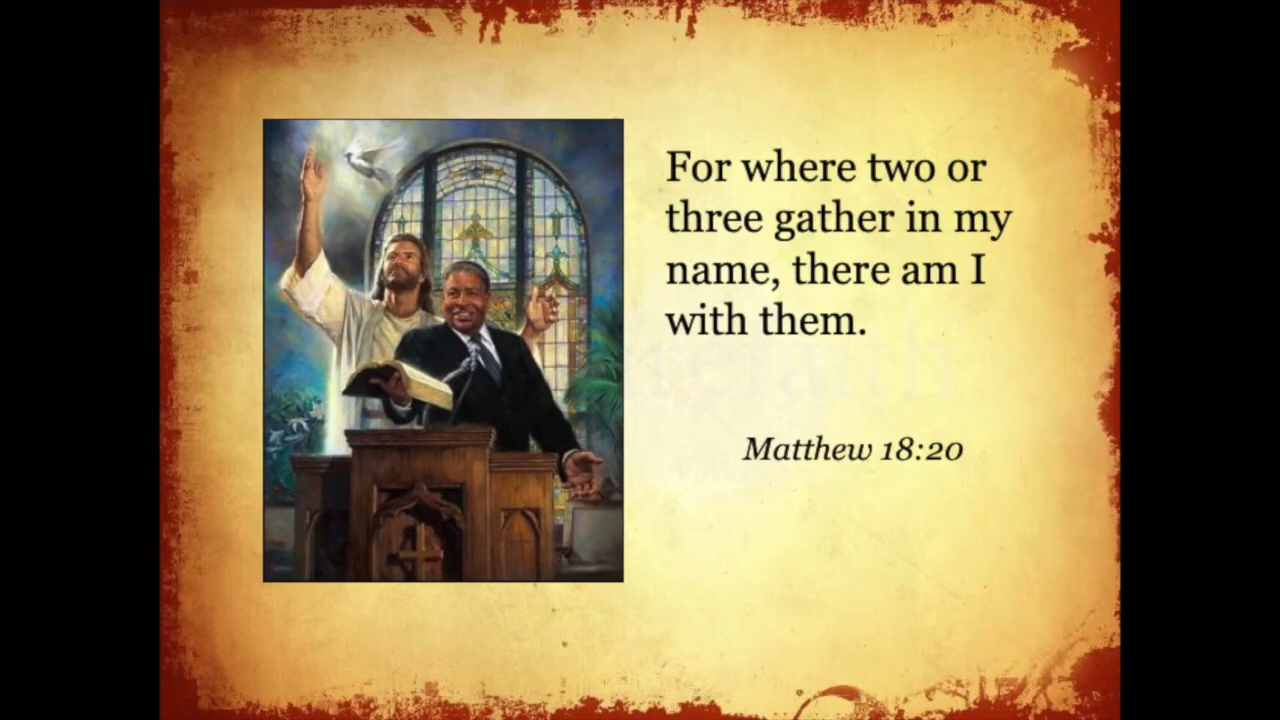 For where two or
three gather in my
name, there am I
with them.
Matthew 18:20